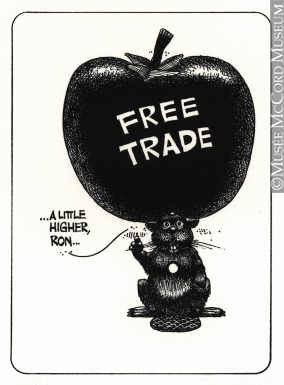 FREE
TRADE
...A LITTLE
HIGHER,
RON...
©MUSÉE MCCORD MUSEUM